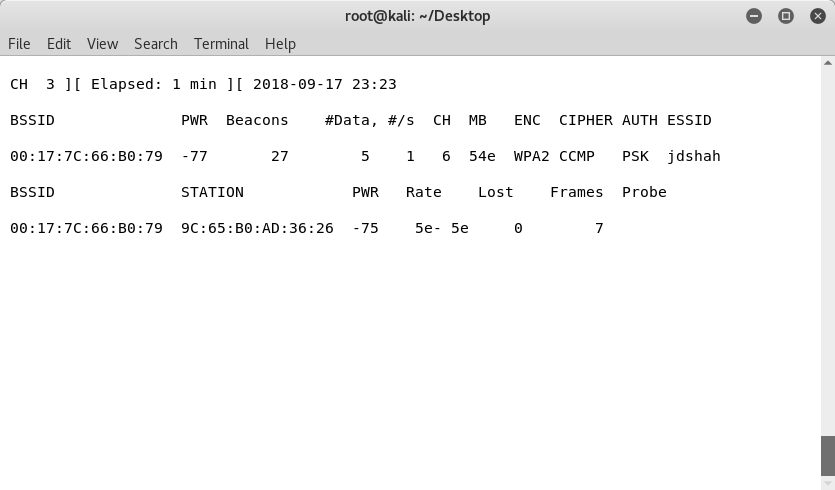 root@kali: ~/Desktop
File Edit View Search Terminal Help
CH 3 ][ Elapsed: 1 min ][ 2018-09-17 23:23
BSSID PWR Beacons #Data, #/s CH MB ENC CIPHER AUTH ESSID
00:17:7C:66:B0:79 -77 27 5 1 6 54e WPA2 CCMP PSK jdshah
BSSID STATION PWR Rate Lost Frames Probe
00:17:7C:66:B0:79 9C:65:B0:AD:36:26 -75 5e- 5e 0 7